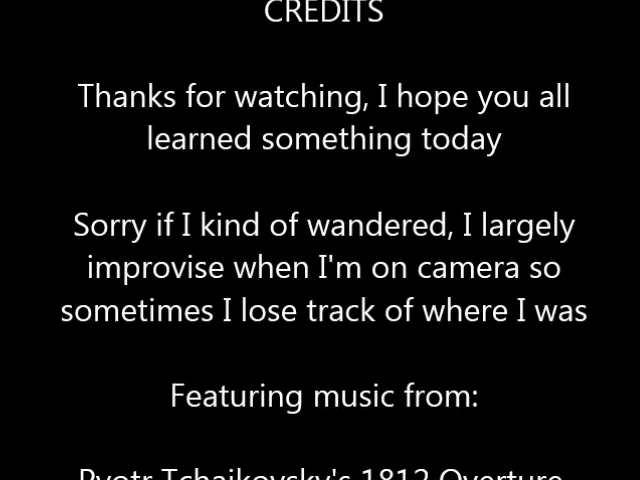 CREDITS
Thanks for watching, I hope you all
learned something today
Sorry if I kind of wandered, I largely
improvise when I'm on camera so
sometimes I lose track of where I was
Featuring music from:
Pyotr Tchaikovsky's 1812 Overture